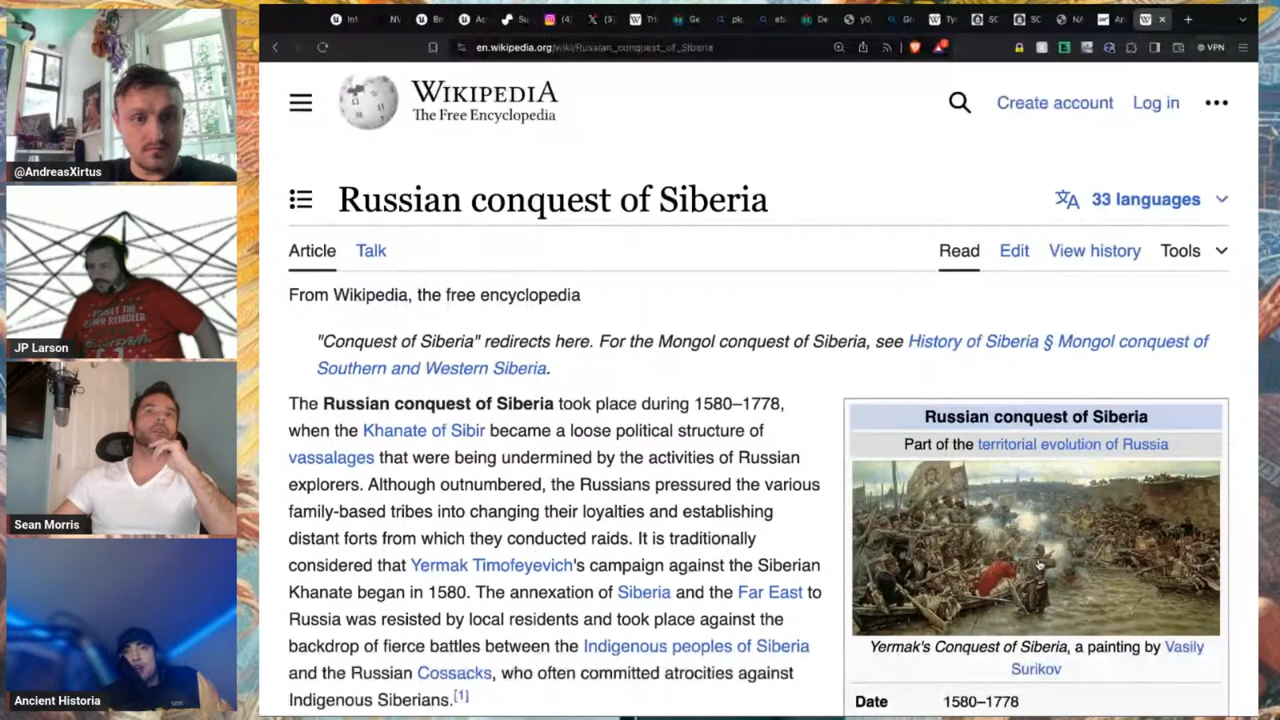 en.wikipedia.org/wiki/Russian_conquest_of_Siberia
VPN
WIKIPEDIA
The Free Encyclopedia
Create account
Log in
Russian conquest of Siberia
33 languages
Article
Talk
Read
Edit
View history
Tools
From Wikipedia, the free encyclopedia
"Conquest of Siberia" redirects here. For the Mongol conquest of Siberia, see History of Siberia § Mongol conquest of
Southern and Western Siberia.
The Russian conquest of Siberia took place during 1580–1778,
when the Khanate of Sibir became a loose political structure of
vassalages that were being undermined by the activities of Russian
explorers. Although outnumbered, the Russians pressured the various
family-based tribes into changing their loyalties and establishing
distant forts from which they conducted raids. It is traditionally
considered that Yermak Timofeyevich's campaign against the Siberian
Khanate began in 1580. The annexation of Siberia and the Far East to
Russia was resisted by local residents and took place against the
backdrop of fierce battles between the Indigenous peoples of Siberia
and the Russian Cossacks, who often committed atrocities against
Indigenous Siberians.[1]
Russian conquest of Siberia
Part of the territorial evolution of Russia
Yermak's Conquest of Siberia, a painting by Vasily
Surikov
Date 1580–1778
@AndreasXirtus
JP Larson
Sean Morris
Ancient Historia